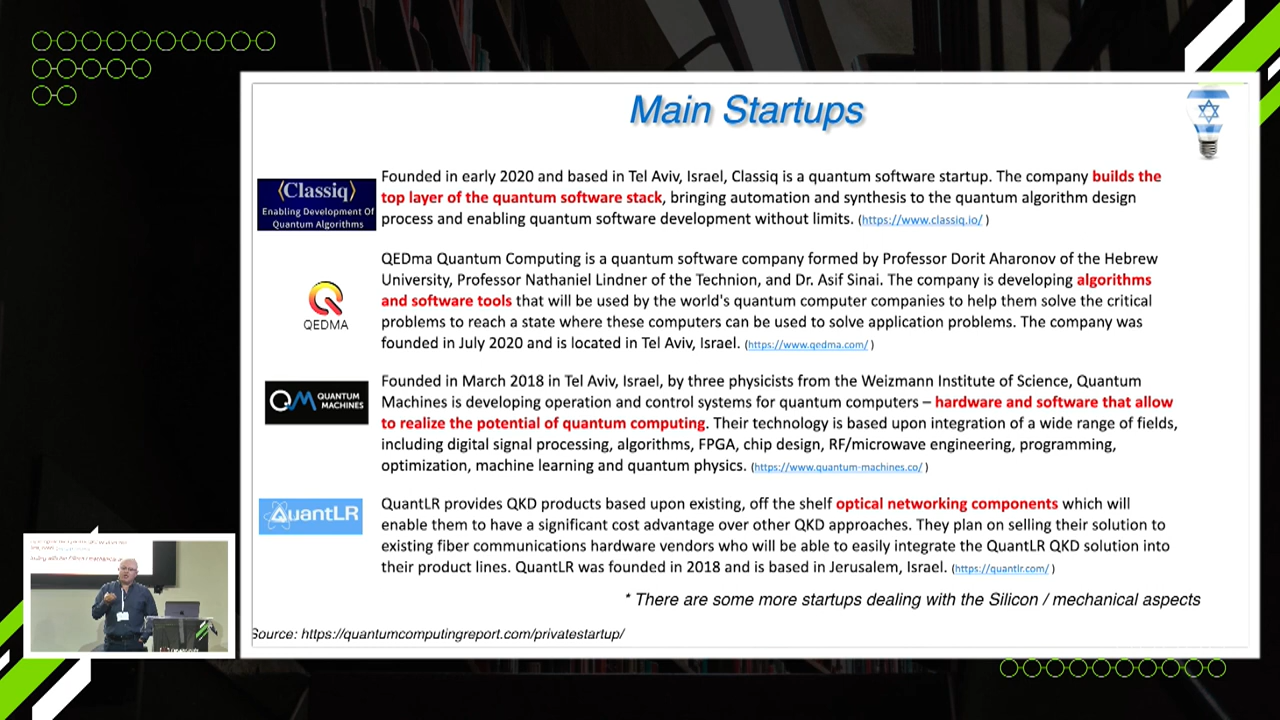 Main Startups
⟨Classiq⟩
Enabling Development Of
Quantum Algorithms
Founded in early 2020 and based in Tel Aviv, Israel, Classiq is a quantum software startup. The company builds the
top layer of the quantum software stack, bringing automation and synthesis to the quantum algorithm design
process and enabling quantum software development without limits. (https://www.classiq.io/ )
QEDMA
QEDma Quantum Computing is a quantum software company formed by Professor Dorit Aharonov of the Hebrew
University, Professor Nathaniel Lindner of the Technion, and Dr. Asif Sinai. The company is developing algorithms
and software tools that will be used by the world's quantum computer companies to help them solve the critical
problems to reach a state where these computers can be used to solve application problems. The company was
founded in July 2020 and is located in Tel Aviv, Israel. (https://www.qedma.com/ )
QM QUANTUM
MACHINES
Founded in March 2018 in Tel Aviv, Israel, by three physicists from the Weizmann Institute of Science, Quantum
Machines is developing operation and control systems for quantum computers – hardware and software that allow
to realize the potential of quantum computing. Their technology is based upon integration of a wide range of fields,
including digital signal processing, algorithms, FPGA, chip design, RF/microwave engineering, programming,
optimization, machine learning and quantum physics. (https://www.quantum-machines.co/ )
QuantLR
QuantLR provides QKD products based upon existing, off the shelf optical networking components which will
enable them to have a significant cost advantage over other QKD approaches. They plan on selling their solution to
existing fiber communications hardware vendors who will be able to easily integrate the QuantLR QKD solution into
their product lines. QuantLR was founded in 2018 and is based in Jerusalem, Israel. (https://quantlr.com/ )
* There are some more startups dealing with the Silicon / mechanical aspects
Source: https://quantumcomputingreport.com/privatestartup/